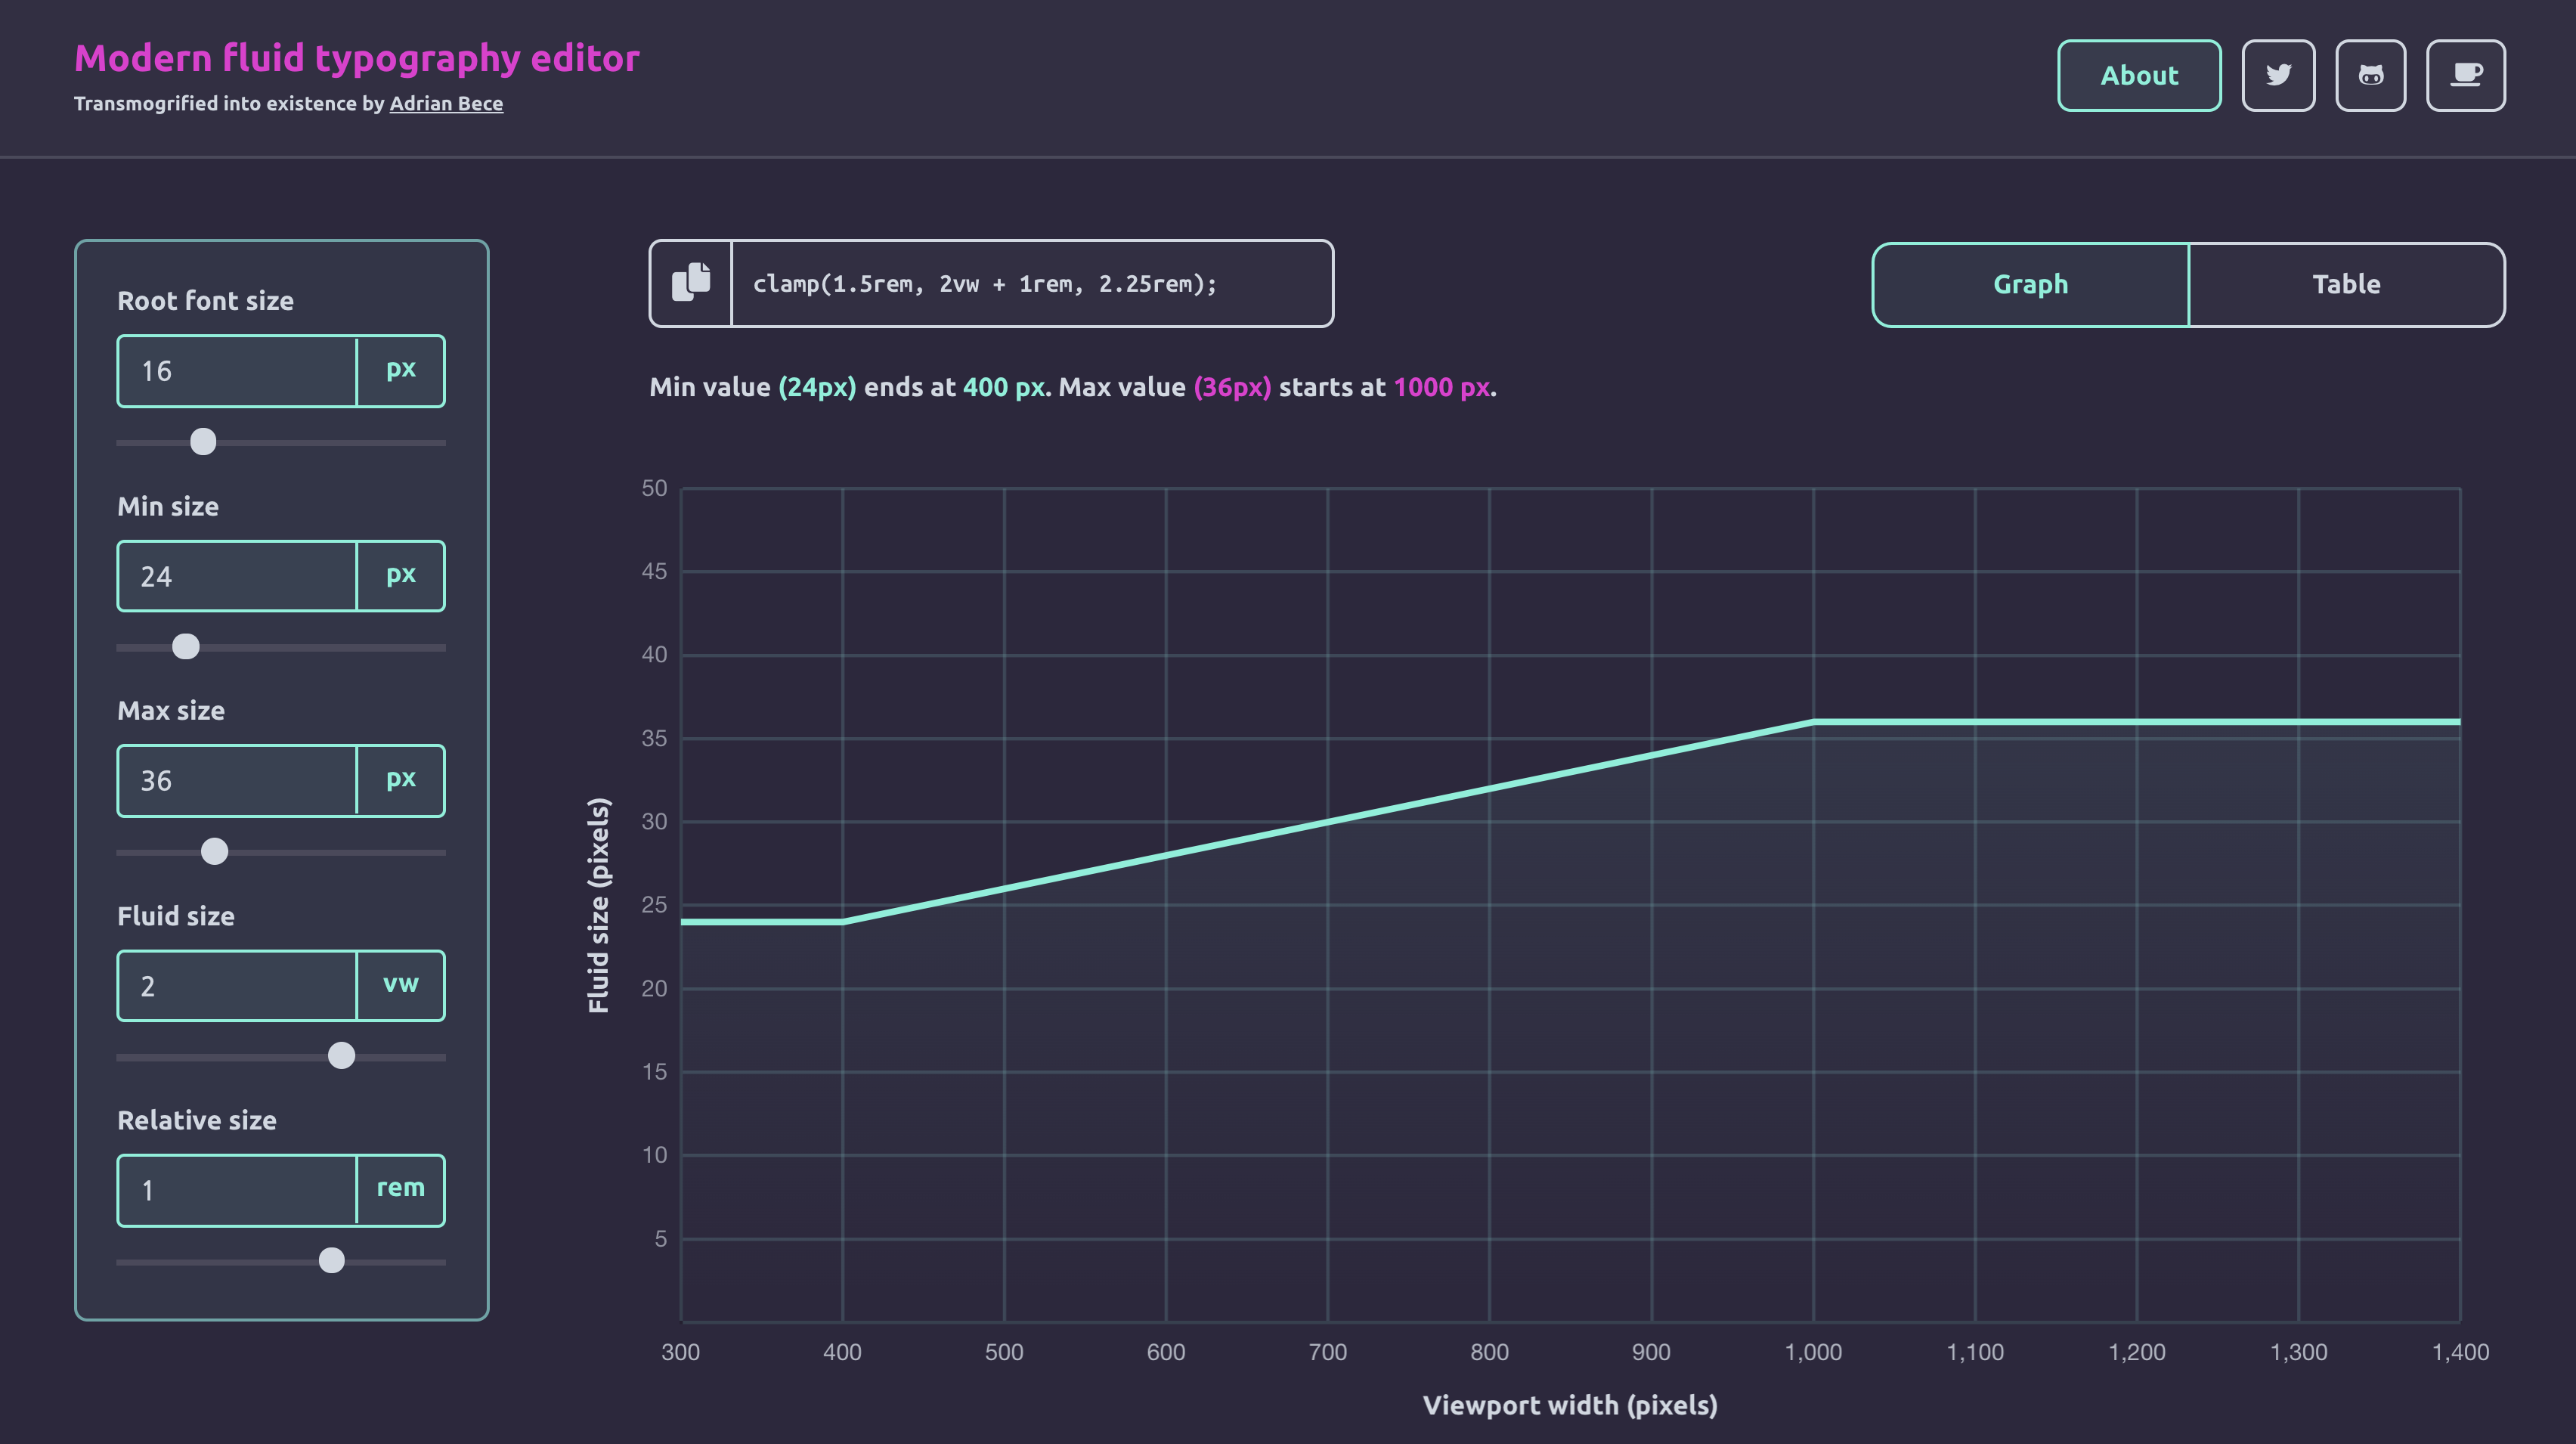 Modern fluid typography editor
Transmogrified into existence by Adrian Bece
About
Root font size
16 px
Min size
24 px
Max size
36 px
Fluid size
2 vw
Relative size
1 rem
clamp(1.5rem, 2vw + 1rem, 2.25rem);
Graph Table
Min value (24px) ends at 400 px. Max value (36px) starts at 1000 px.
Fluid size (pixels)
50
45
40
35
30
25
20
15
10
5
300 400 500 600 700 800 900 1,000 1,100 1,200 1,300 1,400
Viewport width (pixels)